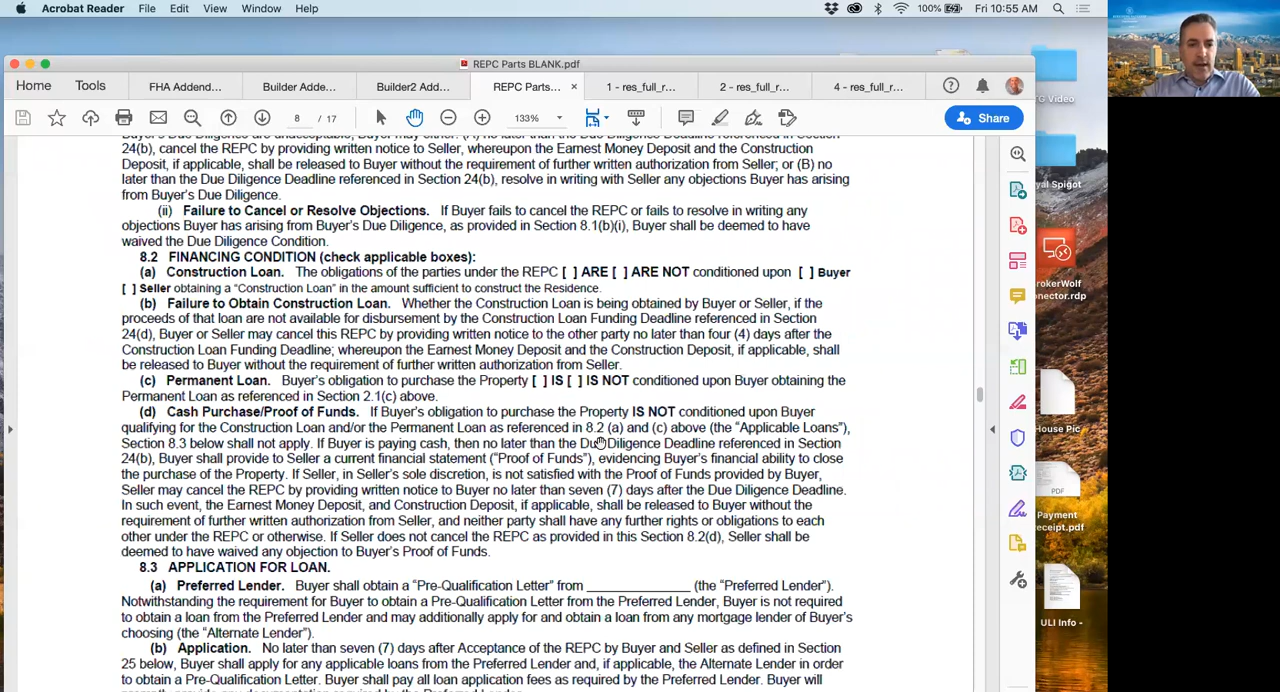 Acrobat Reader File Edit View Window Help 100% Fri 10:55 AM
REPC Parts BLANK.pdf
Home Tools FHA Addend... Builder Adde... Builder2 Add... REPC Parts... × 1 - res_full_r... 2 - res_full_r... 4 - res_full_r...
8 / 17 133% Share
24(b), cancel the REPC by providing written notice to Seller, whereupon the Earnest Money Deposit and the Construction
Deposit, if applicable, shall be released to Buyer without the requirement of further written authorization from Seller; or (B) no
later than the Due Diligence Deadline referenced in Section 24(b), resolve in writing with Seller any objections Buyer has arising
from Buyer's Due Diligence.
(ii) Failure to Cancel or Resolve Objections. If Buyer fails to cancel the REPC or fails to resolve in writing any
objections Buyer has arising from Buyer's Due Diligence, as provided in Section 8.1(b)(i), Buyer shall be deemed to have
waived the Due Diligence Condition.
8.2 FINANCING CONDITION (check applicable boxes):
(a) Construction Loan. The obligations of the parties under the REPC [ ] ARE [ ] ARE NOT conditioned upon [ ] Buyer
[ ] Seller obtaining a "Construction Loan" in the amount sufficient to construct the Residence.
(b) Failure to Obtain Construction Loan. Whether the Construction Loan is being obtained by Buyer or Seller, if the
proceeds of that loan are not available for disbursement by the Construction Loan Funding Deadline referenced in Section
24(d), Buyer or Seller may cancel the REPC by providing written notice to the other party no later than four (4) days after the
Construction Loan Funding Deadline; whereupon the Earnest Money Deposit and the Construction Deposit, if applicable, shall
be released to Buyer without the requirement of further written authorization from Seller.
(c) Permanent Loan. Buyer's obligation to purchase the Property [ ] IS [ ] IS NOT conditioned upon Buyer obtaining the
Permanent Loan as referenced in Section 2.1(c) above.
(d) Cash Purchase/Proof of Funds. If Buyer's obligation to purchase the Property IS NOT conditioned upon Buyer
qualifying for the Construction Loan and/or the Permanent Loan as referenced in 8.2 (a) and (c) above (the "Applicable Loans"),
Section 8.3 below shall not apply. If Buyer is paying cash, then no later than the Due Diligence Deadline referenced in Section
24(b), Buyer shall provide to Seller a current financial statement ("Proof of Funds"), evidencing Buyer's financial ability to close
the purchase of the Property. If Seller, in Seller's sole discretion, is not satisfied with the Proof of Funds provided by Buyer,
Seller may cancel the REPC by providing written notice to Buyer no later than seven (7) days after the Due Diligence Deadline.
In such event, the Earnest Money Deposit, and Construction Deposit, if applicable, shall be released to Buyer without the
requirement of further written authorization from Seller, and neither party shall have any further rights or obligations to each
other under the REPC or otherwise. If Seller does not cancel the REPC as provided in this Section 8.2(d), Seller shall be
deemed to have waived any objection to Buyer's Proof of Funds.
8.3 APPLICATION FOR LOAN.
(a) Preferred Lender. Buyer shall obtain a "Pre-Qualification Letter" from ______________ (the "Preferred Lender").
Notwithstanding the requirement for Buyer to obtain a Pre-Qualification Letter from the Preferred Lender, Buyer is not required
to obtain a loan from the Preferred Lender and may additionally apply for and obtain a loan from any mortgage lender of Buyer's
choosing (the "Alternate Lender").
(b) Application. No later than seven (7) days after Acceptance of the REPC by Buyer and Seller as defined in Section
25 below, Buyer shall apply for any applicable loans from the Preferred Lender and, if applicable, the Alternate Lender in order
to obtain a Pre-Qualification Letter. Buyer shall pay all loan application fees as required by the Preferred Lender. Buyer will
TG Video
yal Spigot
rokerWolf
nnector.rdp
House Pic
PDF
Payment
receipt.pdf
ULI Info -